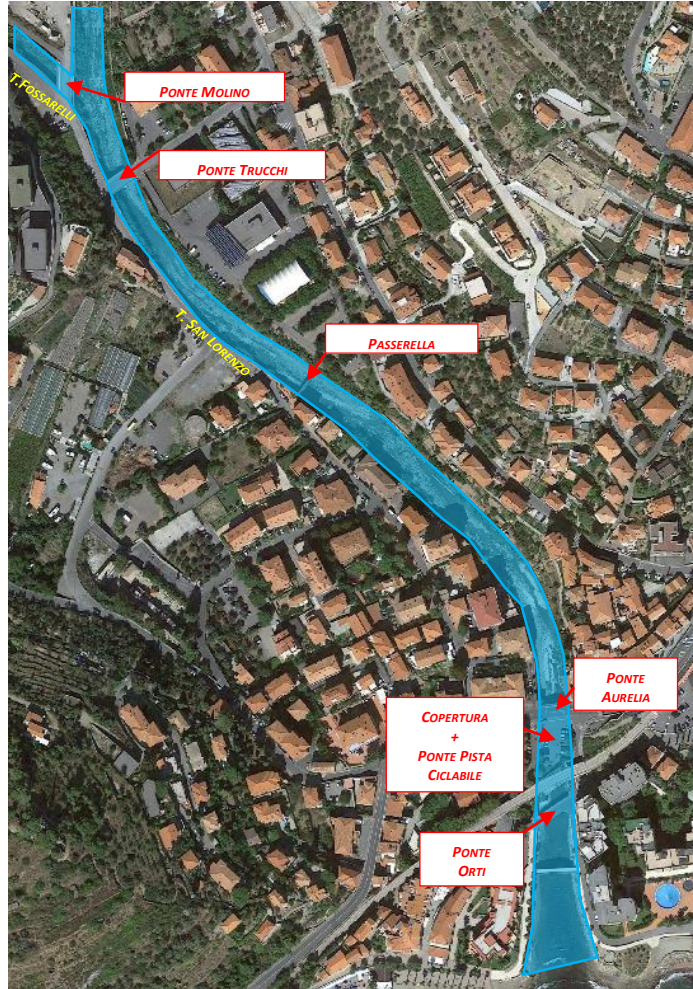 PONTE MOLINO
T.FOSSARELLI
PONTE TRUCCHI
T. SAN LORENZO
PASSERELLA
PONTE
AURELIA
COPERTURA
+
PONTE PISTA
CICLABILE
PONTE
ORTI